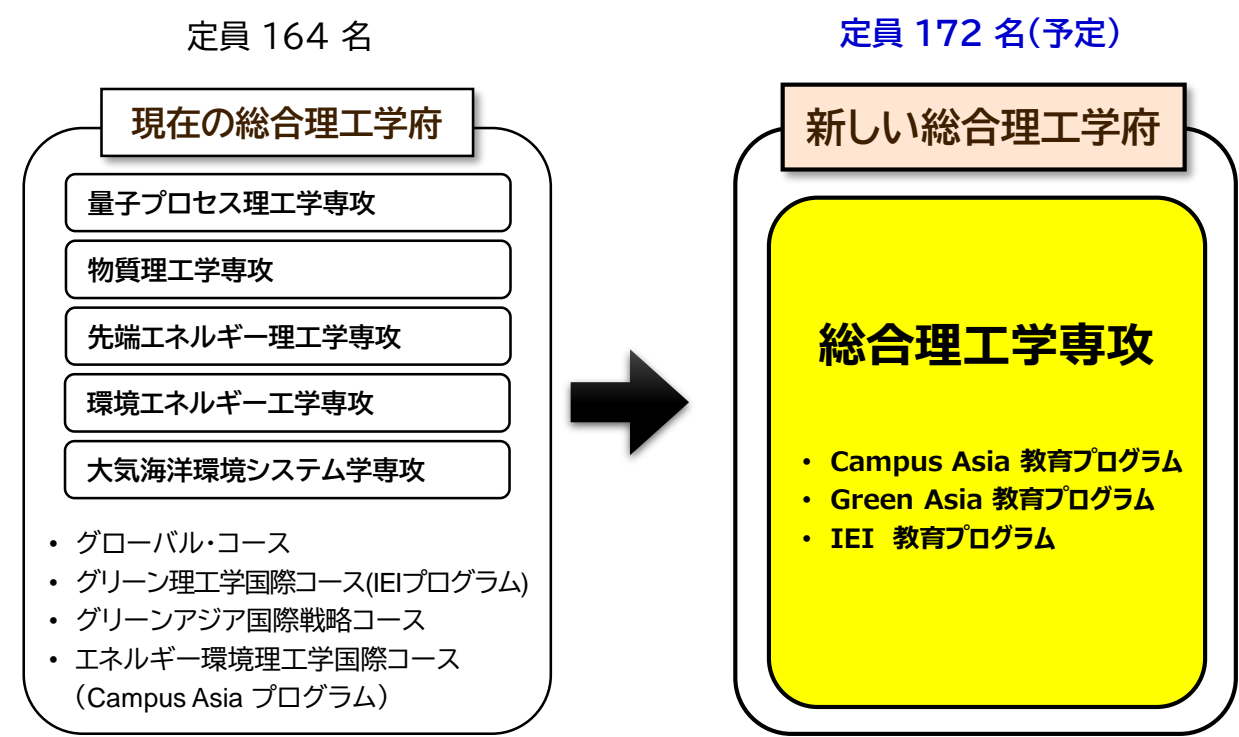 定員 164 名
現在の総合理工学府
量子プロセス理工学専攻
物質理工学専攻
先端エネルギー理工学専攻
環境エネルギー工学専攻
大気海洋環境システム学専攻
• グローバル・コース
• グリーン理工学国際コース(IEIプログラム)
• グリーンアジア国際戦略コース
• エネルギー環境理工学国際コース
（Campus Asia プログラム）
定員 172 名（予定）
新しい総合理工学府
総合理工学専攻
・ Campus Asia 教育プログラム
・ Green Asia 教育プログラム
・ IEI 教育プログラム